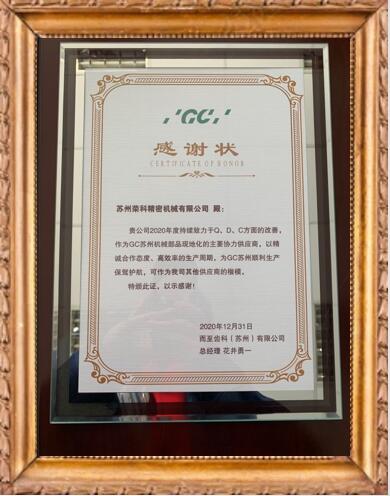 GC
感谢状
CERTIFICATE OF HONOR
苏州荣科精密机械有限公司 殿：
贵公司2020年度持续致力于Q、D、C方面的改善，
作为GC苏州机械部品现地化的主要协力供应商，以精
诚合作态度、高效率的生产周期，为GC苏州顺利生产
保驾护航，可作为我司其他供应商的楷模。
特颁此证，以示感谢！
2020年12月31日
而至齿科（苏州）有限公司
总经理 花井勇一